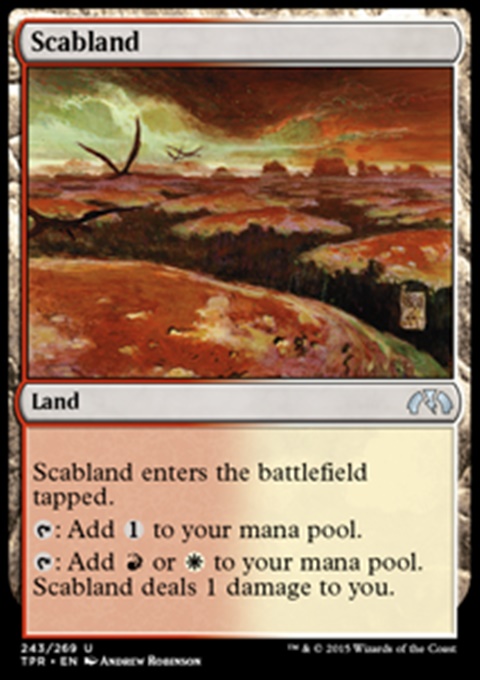 Scabland
Land
Scabland enters the battlefield
tapped.
: Add 1 to your mana pool.
: Add or to your mana pool.
Scabland deals 1 damage to you.
243/269 U
TPR • EN Andrew Robinson
™ & © 2015 Wizards of the Coast